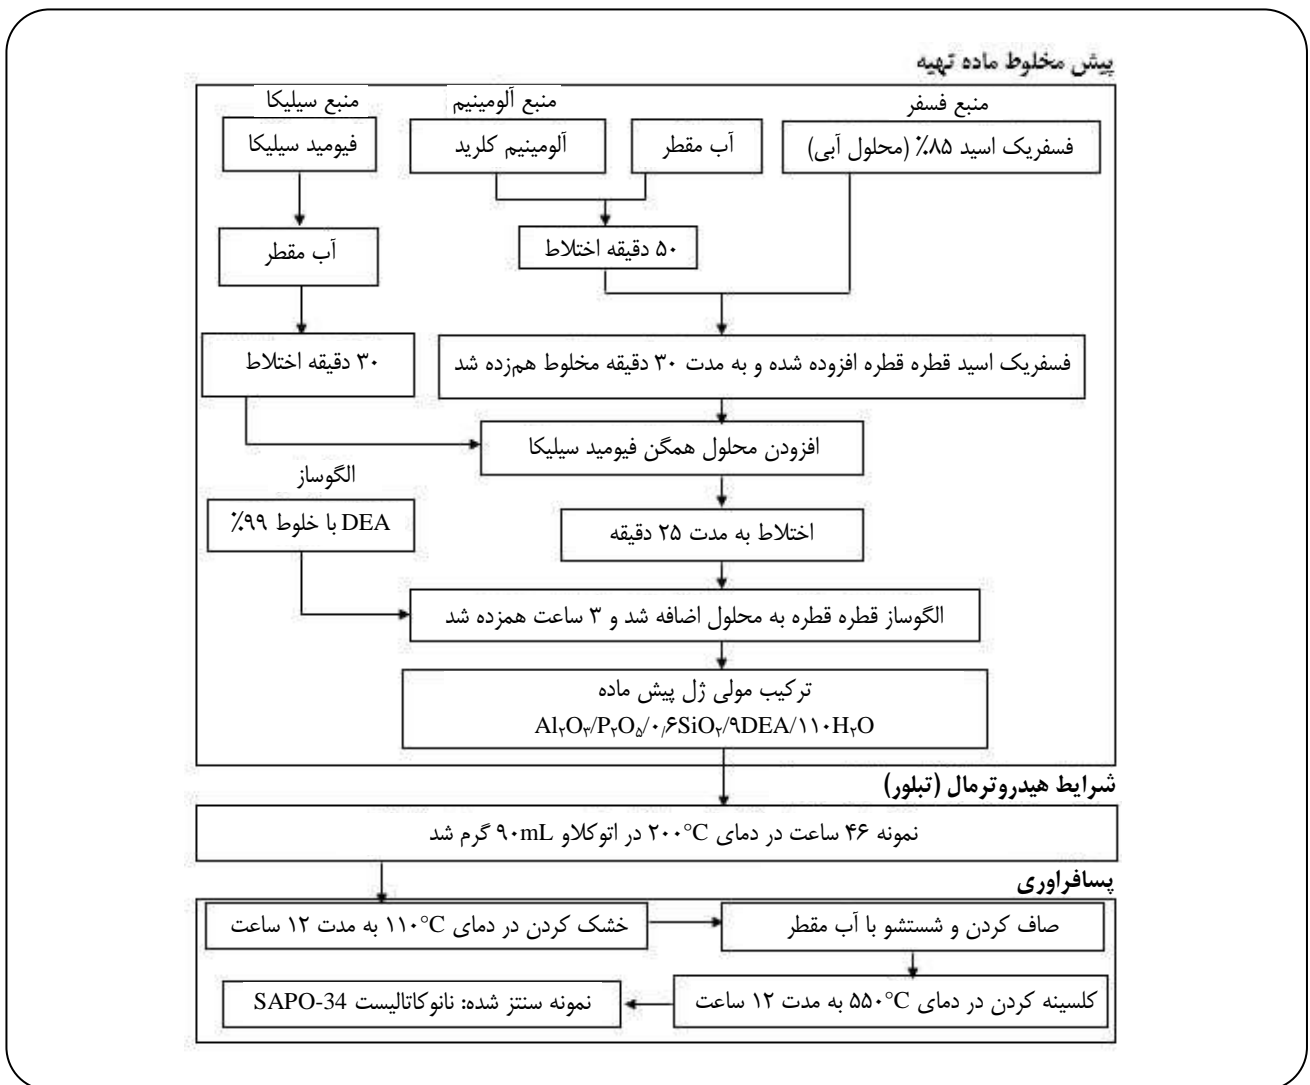 پیش مخلوط ماده تهیه
منبع فسفر
منبع آلومینیم
منبع سیلیکا
فسفریک اسید ۸۵٪ (محلول آبی)
آب مقطر
آلومینیم کلرید
فیومید سیلیکا
۵۰ دقیقه اختلاط
آب مقطر
فسفریک اسید قطره قطره افزوده شده و به مدت ۳۰ دقیقه مخلوط هم‌زده شد
۳۰ دقیقه اختلاط
افزودن محلول همگن فیومید سیلیکا
الگوساز
DEA با خلوط ۹۹٪
اختلاط به مدت ۲۵ دقیقه
الگوساز قطره قطره به محلول اضافه شد و ۳ ساعت همزده شد
ترکیب مولی ژل پیش ماده
Al₂O₃/P₂O₅/۰٫۶SiO₂/۹DEA/۱۱۰H₂O
شرایط هیدروترمال (تبلور)
نمونه ۴۶ ساعت در دمای ۲۰۰°C در اتوکلاو ۹۰mL گرم شد
پسافراوری
خشک کردن در دمای ۱۱۰°C به مدت ۱۲ ساعت
صاف کردن و شستشو با آب مقطر
کلسینه کردن در دمای ۵۵۰°C به مدت ۱۲ ساعت
نمونه سنتز شده: نانوکاتالیست SAPO-34